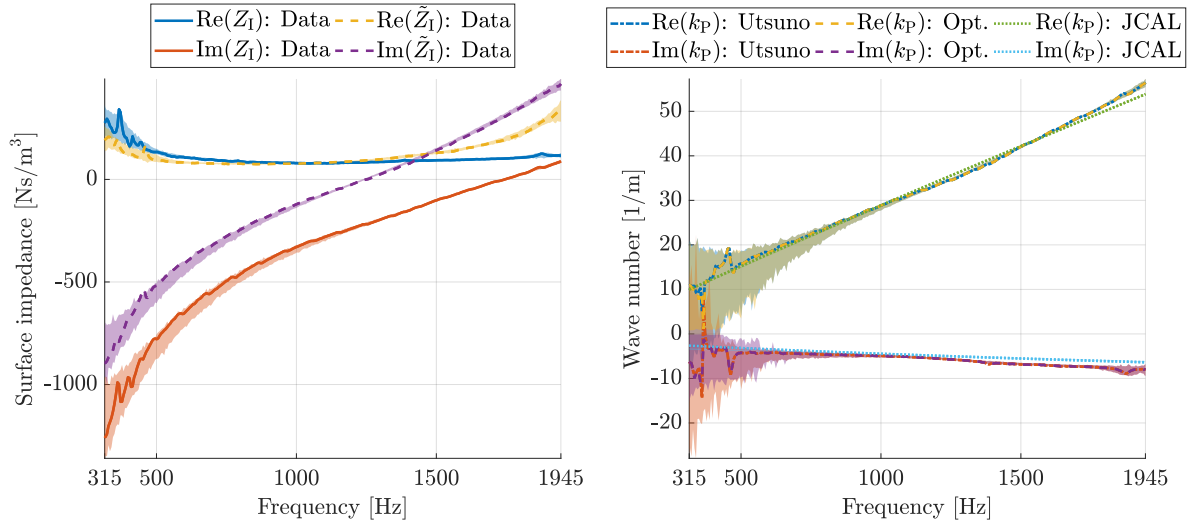 Re(Z_I): Data Re(Z̃_I): Data
Im(Z_I): Data Im(Z̃_I): Data
Surface impedance [Ns/m³]
0
-500
-1000
315 500 1000 1500 1945
Frequency [Hz]
Re(k_P): Utsuno Re(k_P): Opt. Re(k_P): JCAL
Im(k_P): Utsuno Im(k_P): Opt. Im(k_P): JCAL
Wave number [1/m]
50
40
30
20
10
0
-10
-20
315 500 1000 1500 1945
Frequency [Hz]